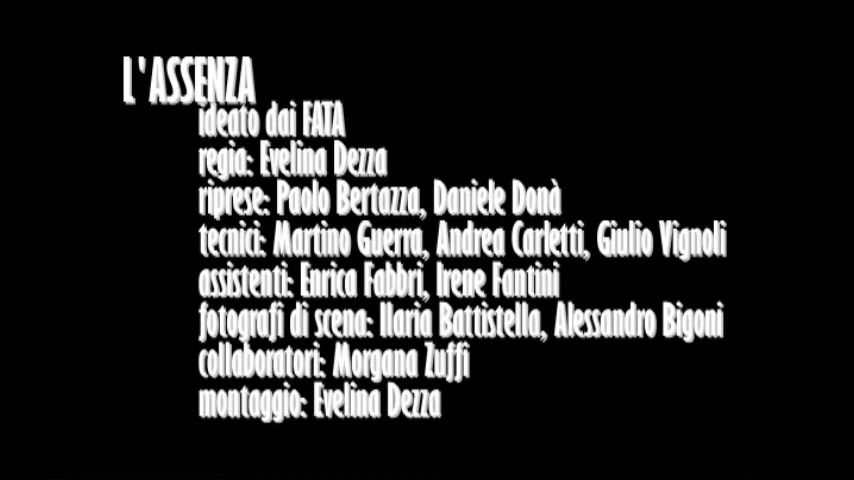 L'ASSENZA
ideato dai FATA
regia: Evelina Dezza
riprese: Paolo Bertazza, Daniele Donà
tecnici: Martino Guerra, Andrea Carletti, Giulio Vignoli
assistenti: Enrica Fabbri, Irene Fantini
fotografi di scena: Ilaria Battistella, Alessandro Bigoni
collaboratori: Morgana Zuffi
montaggio: Evelina Dezza